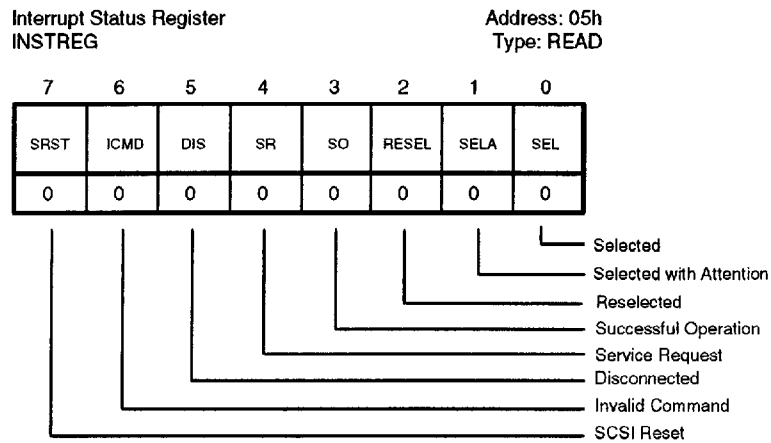 Interrupt Status Register
Address: 05h
INSTREG
Type: READ
7 6 5 4 3 2 1 0
SRST ICMD DIS SR SO RESEL SELA SEL
0 0 0 0 0 0 0 0
Selected
Selected with Attention
Reselected
Successful Operation
Service Request
Disconnected
Invalid Command
SCSI Reset